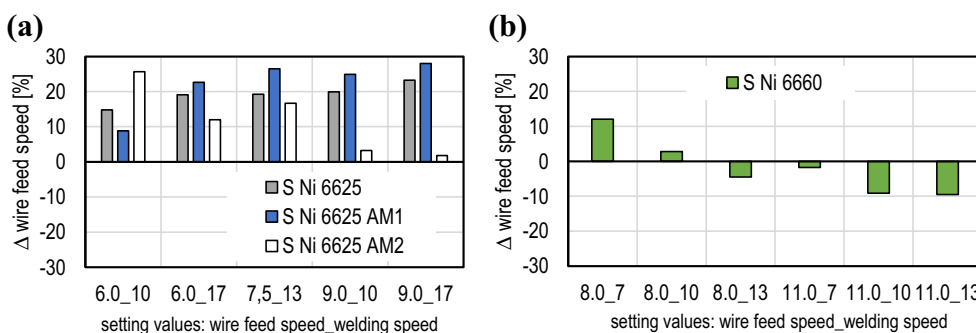 (a)
Δ wire feed speed [%]
30
20
10
0
-10
-20
-30
S Ni 6625
S Ni 6625 AM1
S Ni 6625 AM2
6.0_10 6.0_17 7,5_13 9.0_10 9.0_17
setting values: wire feed speed_welding speed
(b)
Δ wire feed speed [%]
30
20
10
0
-10
-20
-30
S Ni 6660
8.0_7 8.0_10 8.0_13 11.0_7 11.0_10 11.0_13
setting values: wire feed speed_welding speed